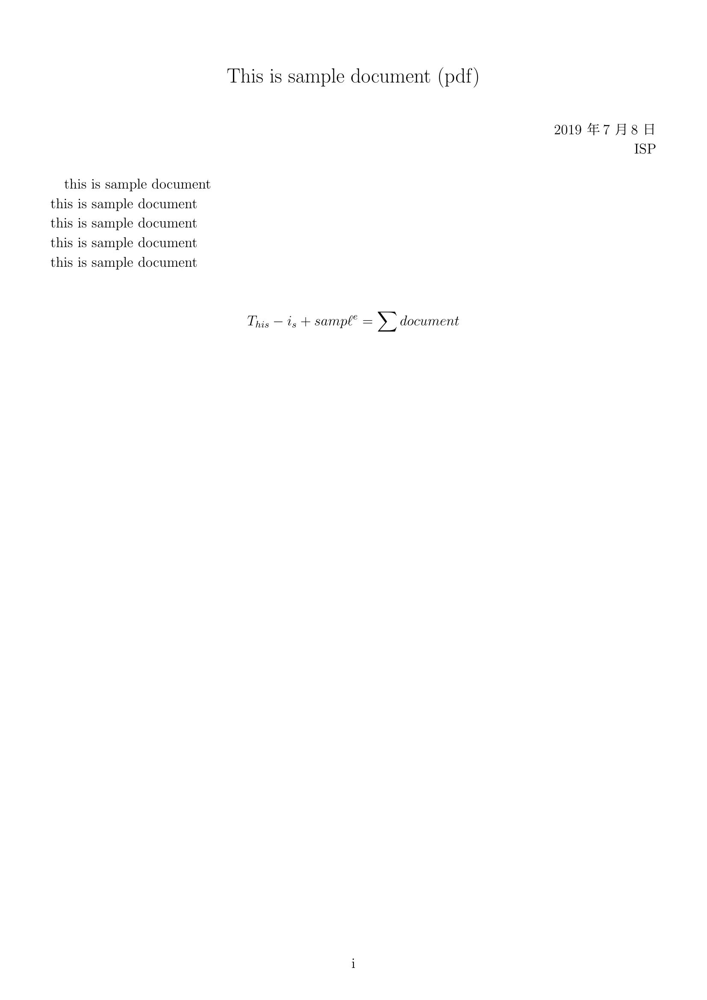 This is sample document (pdf)
2019 年 7 月 8 日
ISP
this is sample document
this is sample document
this is sample document
this is sample document
this is sample document
T_{his} − i_s + sampℓ^e = ∑ document
i